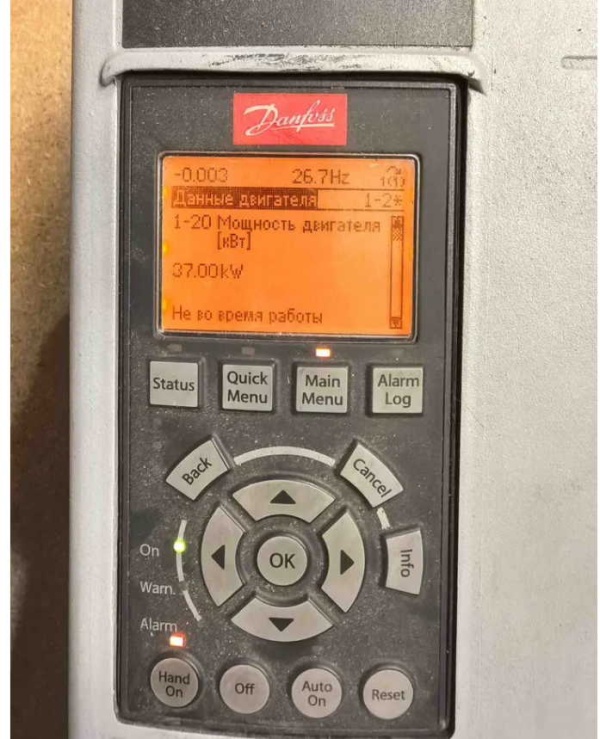 Danfoss
-0.003 26.7Hz 1(1)
Данные двигателя 1-2*
1-20 Мощность двигателя
[кВт]
37.00kW
Не во время работы
Status Quick Menu Main Menu Alarm Log
Back Cancel
OK Info
On
Warn.
Alarm
Hand On Off Auto On Reset